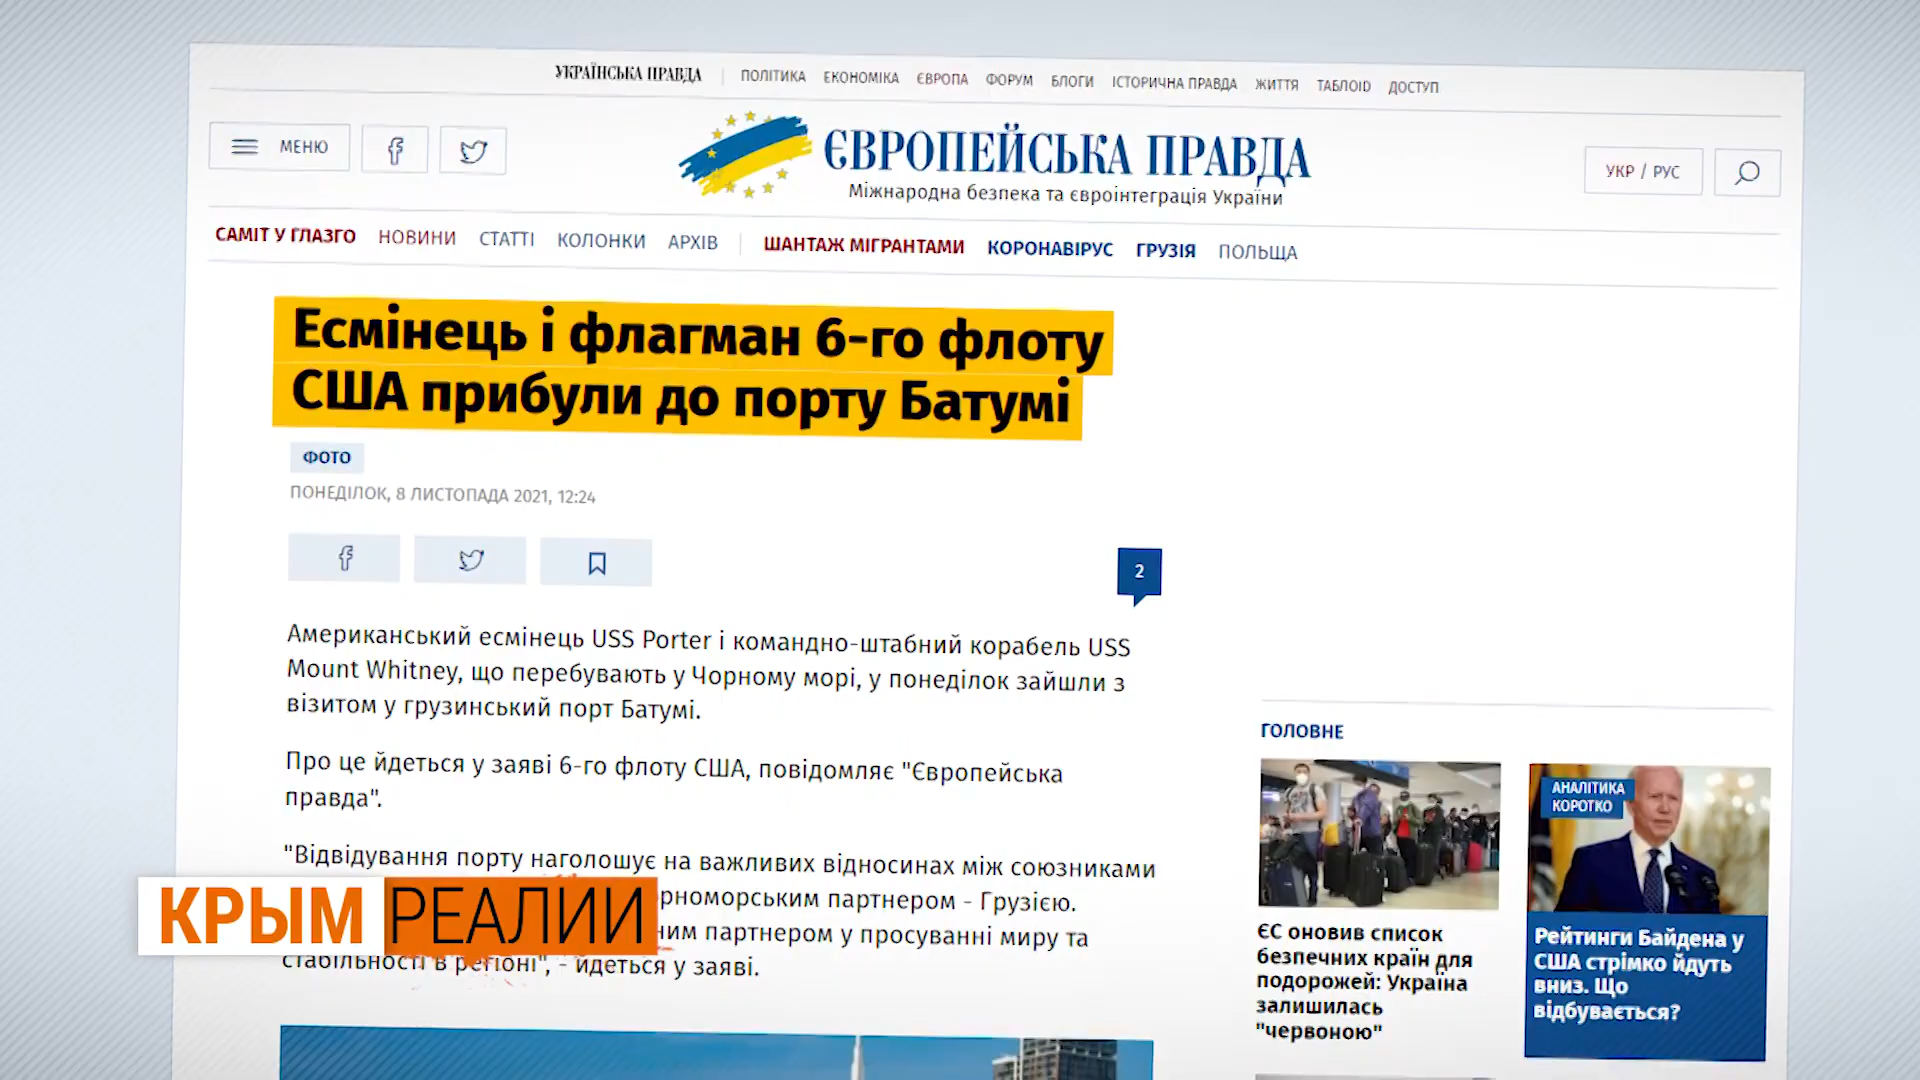 УКРАЇНСЬКА ПРАВДА ПОЛІТИКА ЕКОНОМІКА ЄВРОПА ФОРУМ БЛОГИ ІСТОРИЧНА ПРАВДА ЖИТТЯ ТАБЛОІD ДОСТУП
МЕНЮ
ЄВРОПЕЙСЬКА ПРАВДА
Міжнародна безпека та євроінтеграція України
УКР / РУС
САМІТ У ГЛАЗГО НОВИНИ СТАТТІ КОЛОНКИ АРХІВ ШАНТАЖ МІГРАНТАМИ КОРОНАВІРУС ГРУЗІЯ ПОЛЬЩА
Есмінець і флагман 6-го флоту
США прибули до порту Батумі
ФОТО
ПОНЕДІЛОК, 8 ЛИСТОПАДА 2021, 12:24
2
Американський есмінець USS Porter і командно-штабний корабель USS
Mount Whitney, що перебувають у Чорному морі, у понеділок зайшли з
візитом у грузинський порт Батумі.
Про це йдеться у заяві 6-го флоту США, повідомляє "Європейська
правда".
"Відвідування порту наголошує на важливих відносинах між союзниками
рноморським партнером - Грузією.
ним партнером у просуванні миру та
стабільності в регіоні", - йдеться у заяві.
КРЫМ РЕАЛИИ
ГОЛОВНЕ
ЄС оновив список
безпечних країн для
подорожей: Україна
залишилась
"червоною"
АНАЛІТИКА
КОРОТКО
Рейтинги Байдена у
США стрімко йдуть
вниз. Що
відбувається?